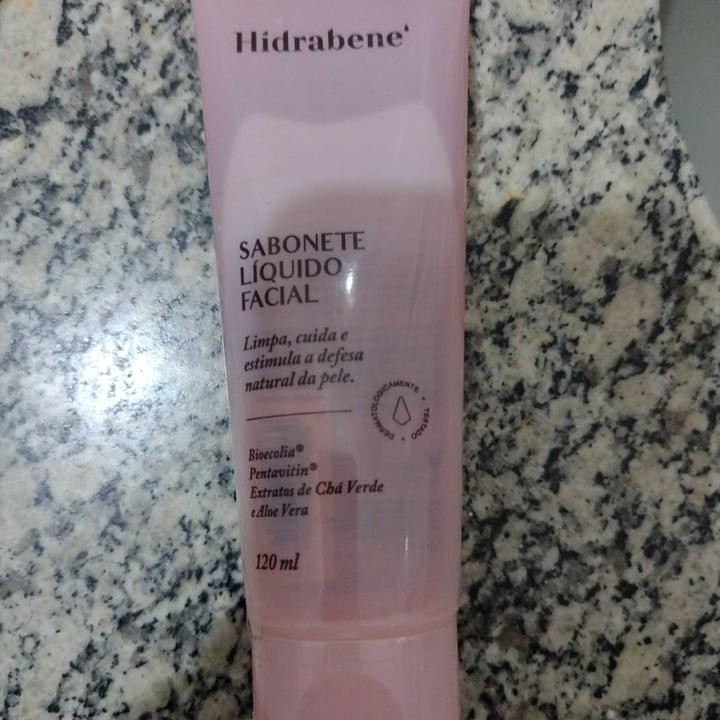 Hidrabene
SABONETE
LÍQUIDO
FACIAL
Limpa, cuida e
estimula a defesa
natural da pele.
DERMATOLOGICAMENTE • TESTADO •
Bioecolia®
Pentavitin®
Extratos de Chá Verde
e Aloe Vera
120 ml